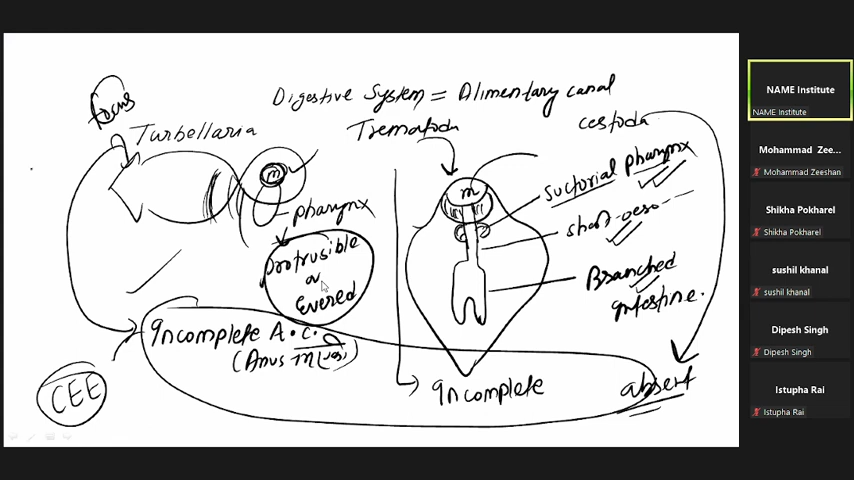 focus
Digestive System = Alimentary canal
Turbellaria
Trematoda
cestoda
m
pharynx
protrusible
or
Evered
m
suctorial pharynx
short oeso---
Branched
intestine.
Incomplete A.C.
(Anus
CEE
Incomplete
absent
NAME Institute
NAME Institute
Mohammad Zee...
Mohammad Zeeshan
Shikha Pokharel
Shikha Pokharel
sushil khanal
sushil khanal
Dipesh Singh
Dipesh Singh
Istupha Rai
Istupha Rai